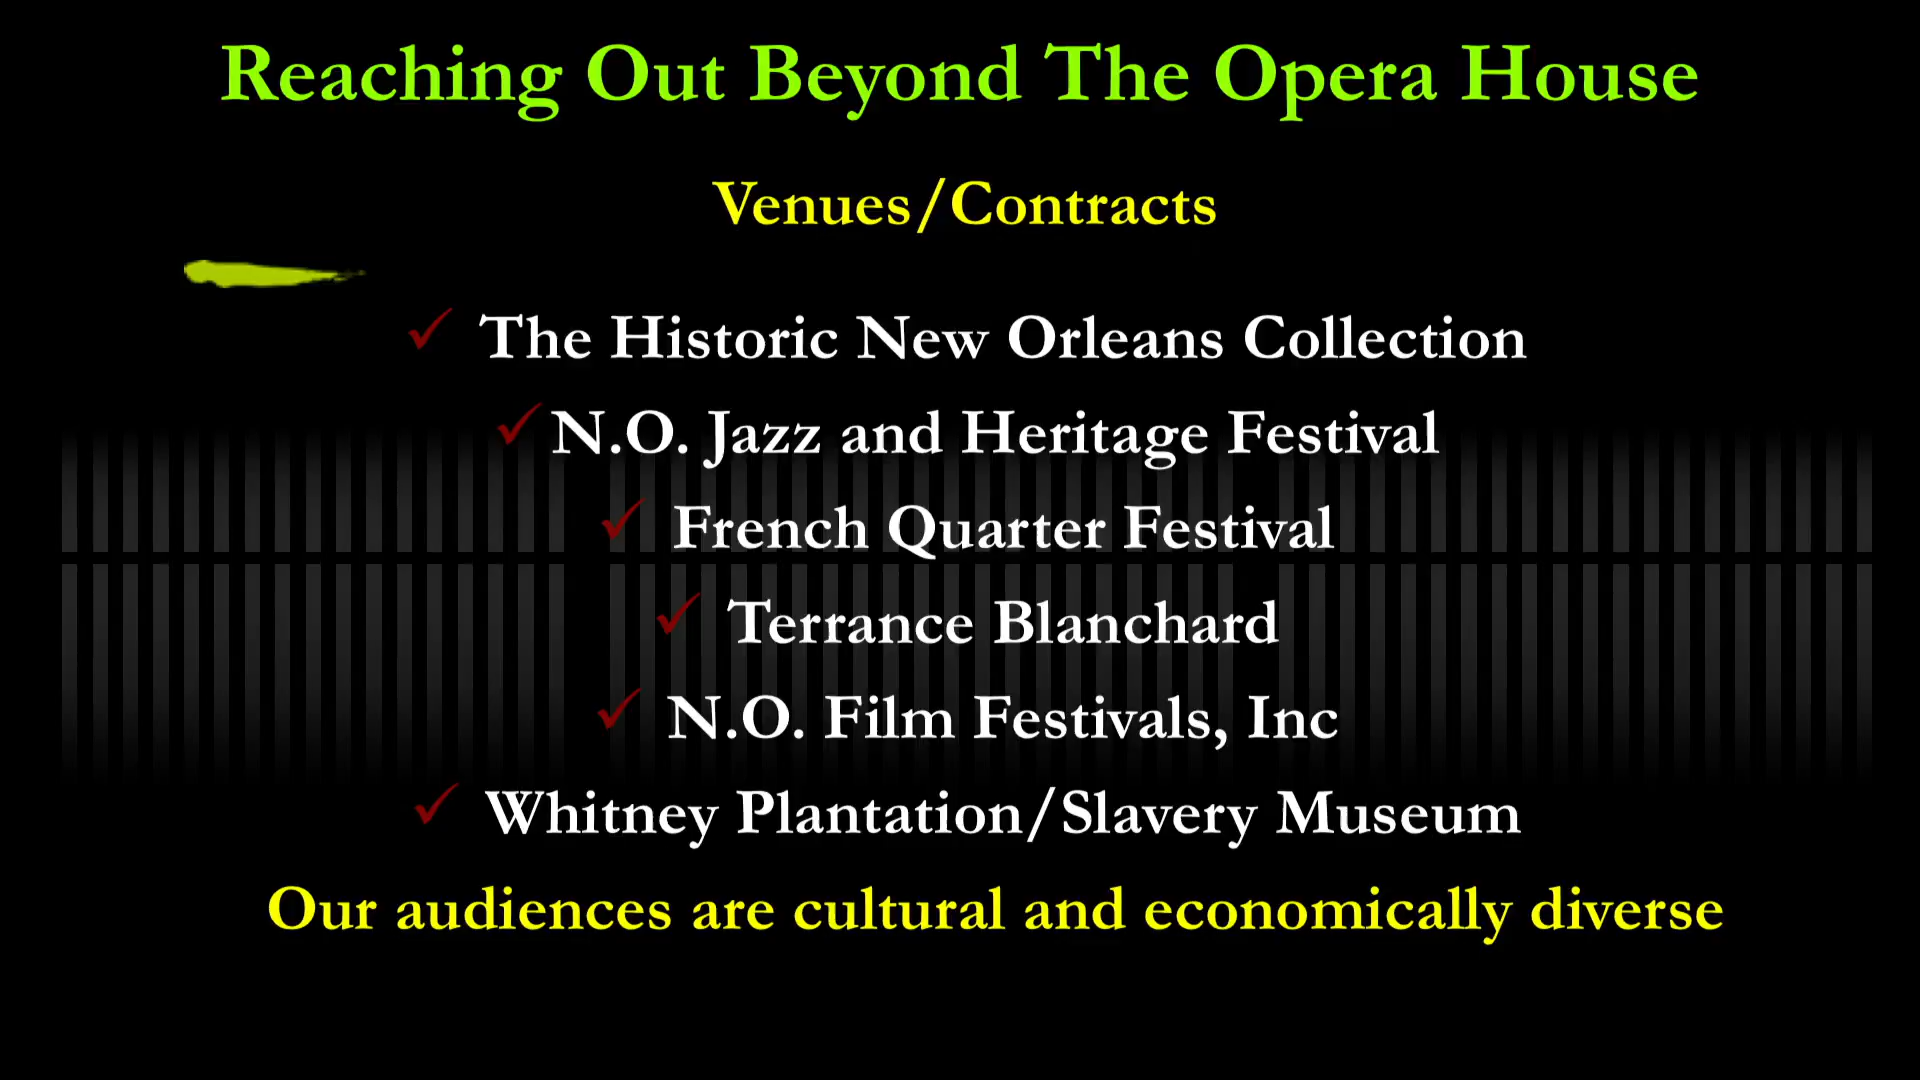 Reaching Out Beyond The Opera House
Venues/Contracts
✓ The Historic New Orleans Collection
✓ N.O. Jazz and Heritage Festival
✓ French Quarter Festival
✓ Terrance Blanchard
✓ N.O. Film Festivals, Inc
✓ Whitney Plantation/Slavery Museum
Our audiences are cultural and economically diverse